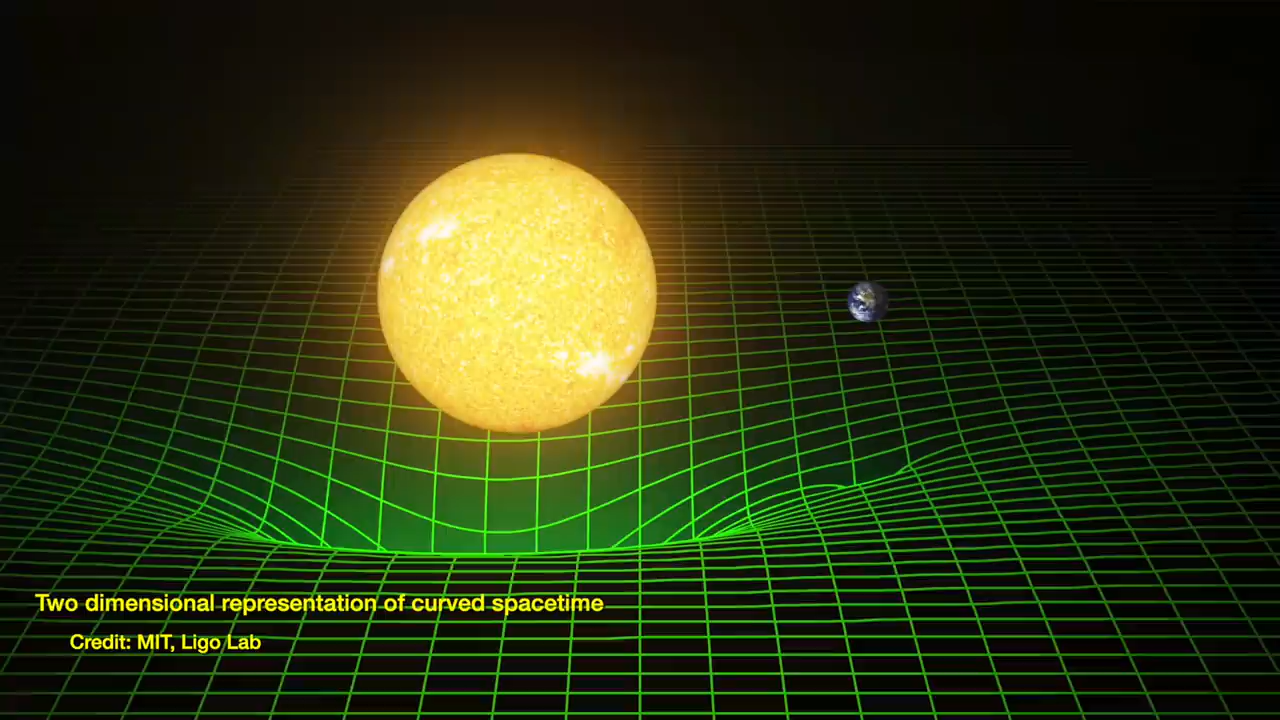 Two dimensional representation of curved spacetime
Credit: MIT, Ligo Lab